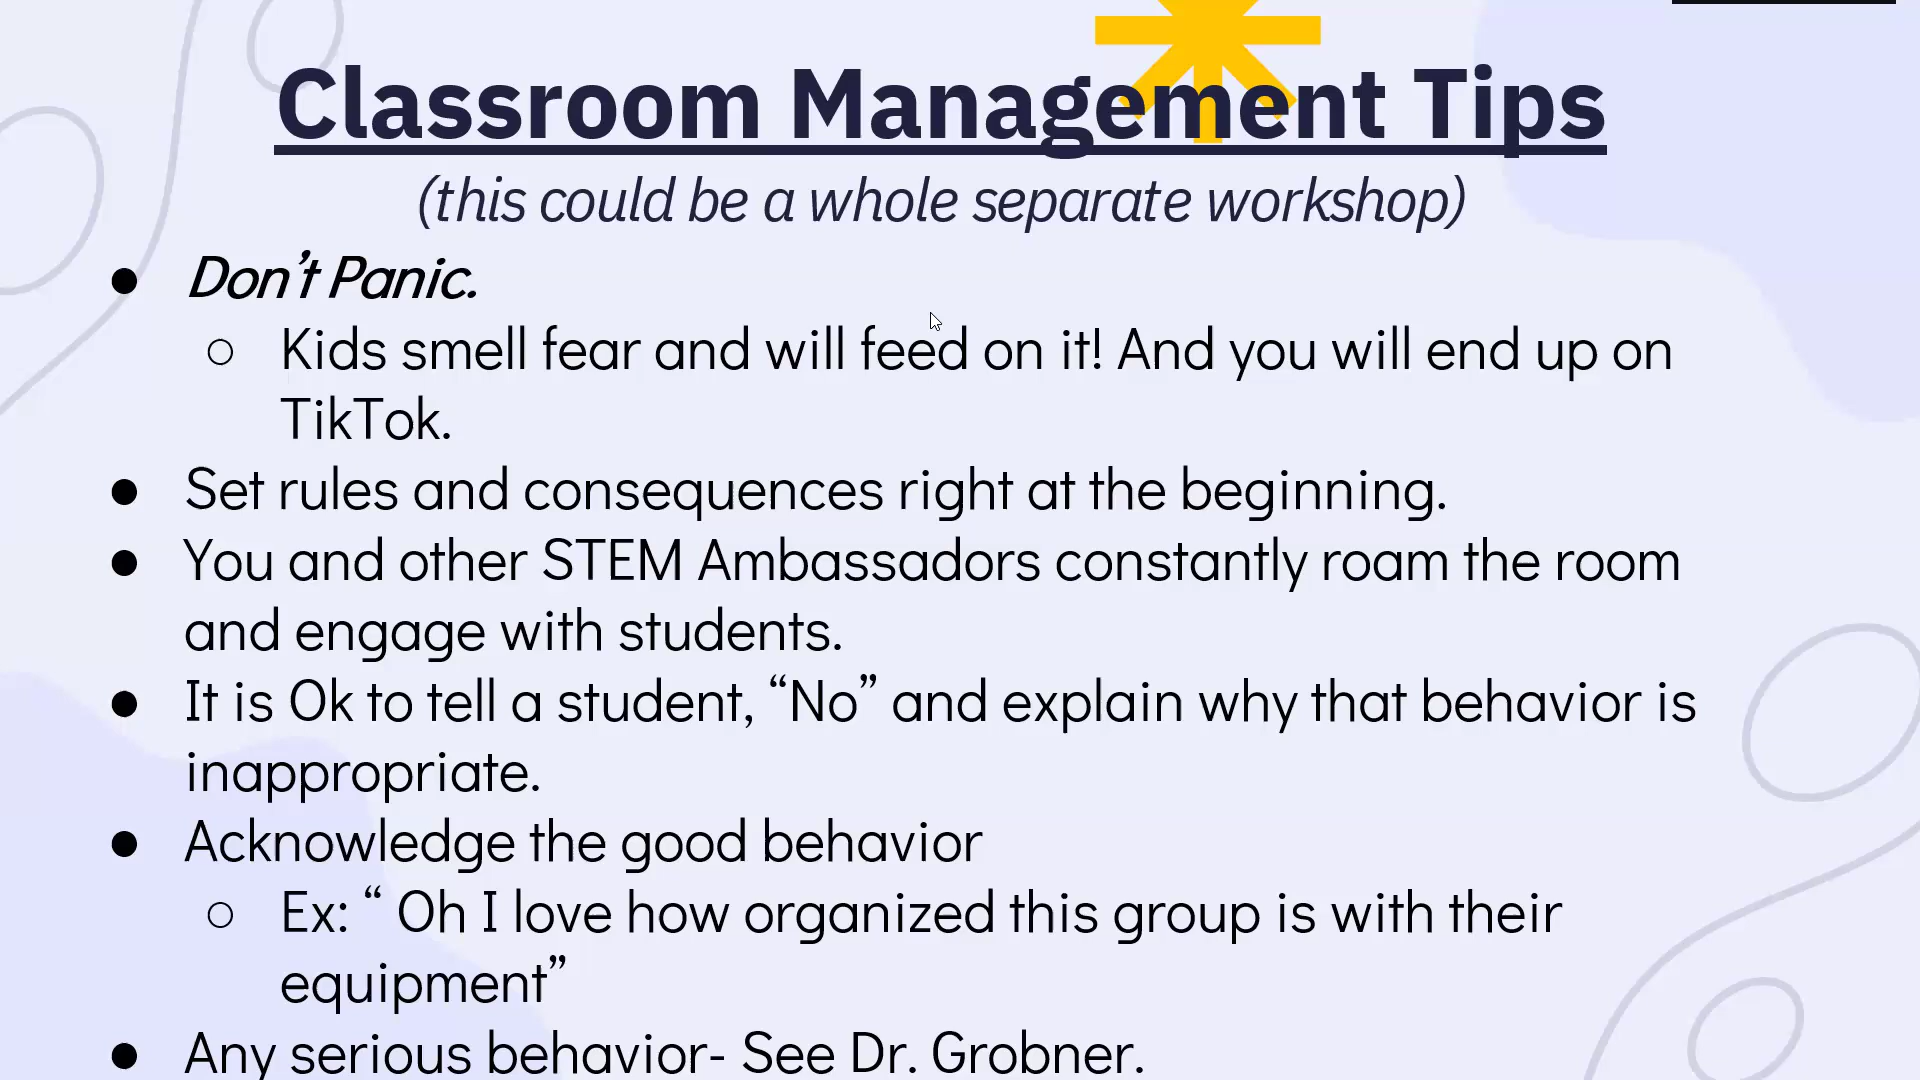 Classroom Management Tips
(this could be a whole separate workshop)
● Don’t Panic.
○ Kids smell fear and will feed on it! And you will end up on
TikTok.
● Set rules and consequences right at the beginning.
● You and other STEM Ambassadors constantly roam the room
and engage with students.
● It is Ok to tell a student, “No” and explain why that behavior is
inappropriate.
● Acknowledge the good behavior
○ Ex: “ Oh I love how organized this group is with their
equipment”
● Any serious behavior- See Dr. Grobner.